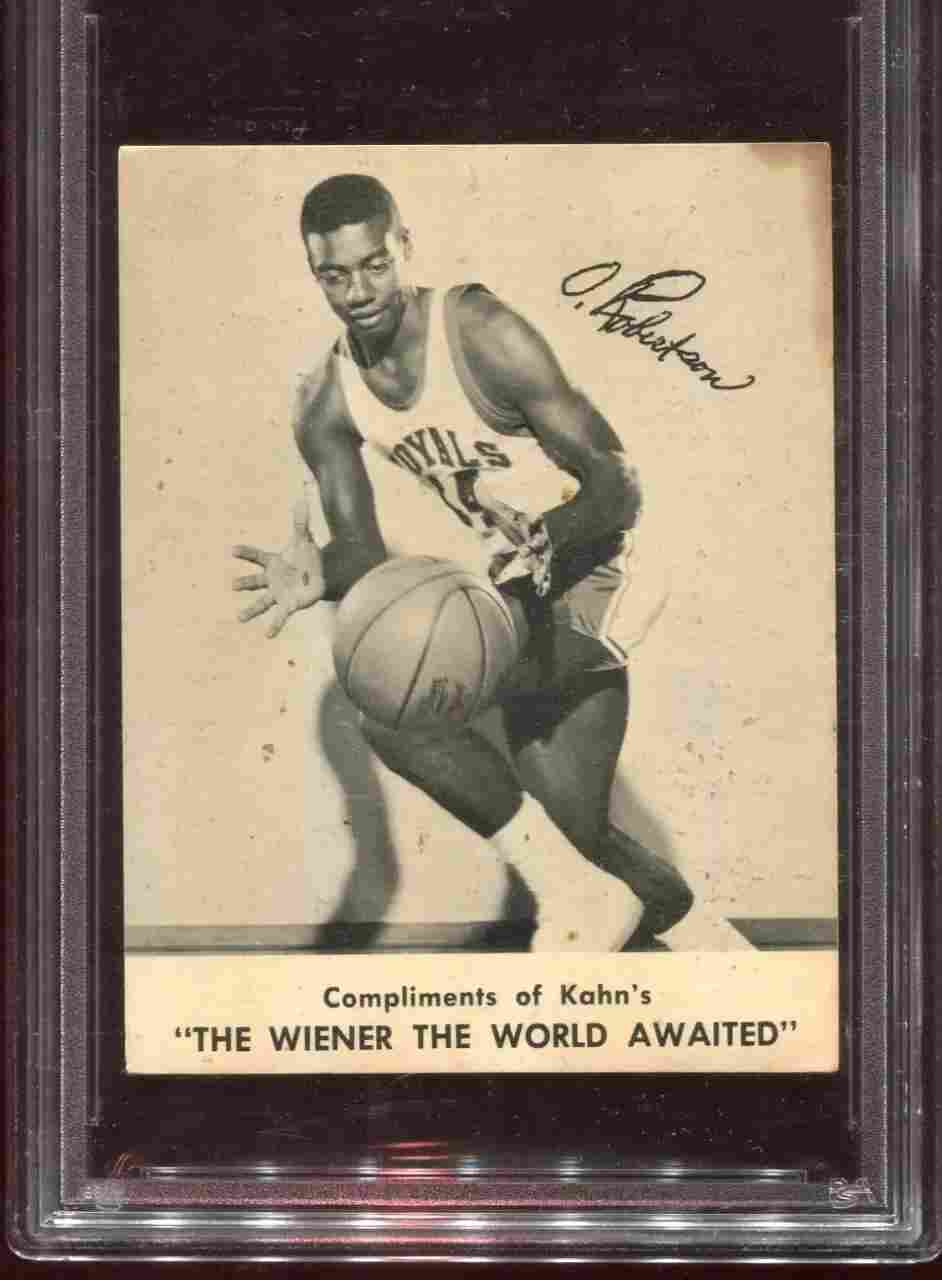 O. Robertson
ROYALS
Compliments of Kahn's
“THE WIENER THE WORLD AWAITED”